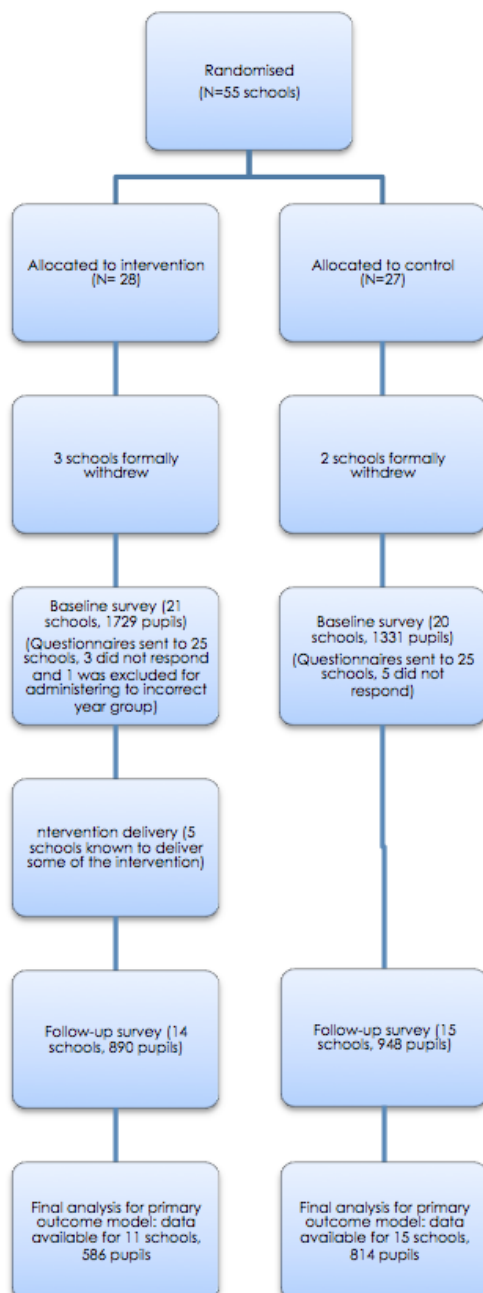 Randomised
(N=55 schools)
Allocated to intervention
(N= 28)
Allocated to control
(N=27)
3 schools formally
withdrew
2 schools formally
withdrew
Baseline survey (21
schools, 1729 pupils)
(Questionnaires sent to 25
schools, 3 did not respond
and 1 was excluded for
administering to incorrect
year group)
Baseline survey (20
schools, 1331 pupils)
(Questionnaires sent to 25
schools, 5 did not
respond)
ntervention delivery (5
schools known to deliver
some of the intervention)
Follow-up survey (14
schools, 890 pupils)
Follow-up survey (15
schools, 948 pupils)
Final analysis for primary
outcome model: data
available for 11 schools,
586 pupils
Final analysis for primary
outcome model: data
available for 15 schools,
814 pupils